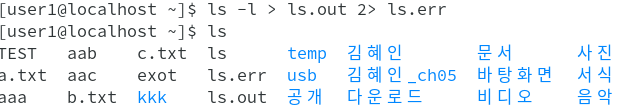 [user1@localhost ~]$ ls -l > ls.out 2> ls.err
[user1@localhost ~]$ ls
TEST aab c.txt ls temp 김혜인 문서 사진
a.txt aac exot ls.err usb 김혜인_ch05 바탕화면 서식
aaa b.txt kkk ls.out 공개 다운로드 비디오 음악